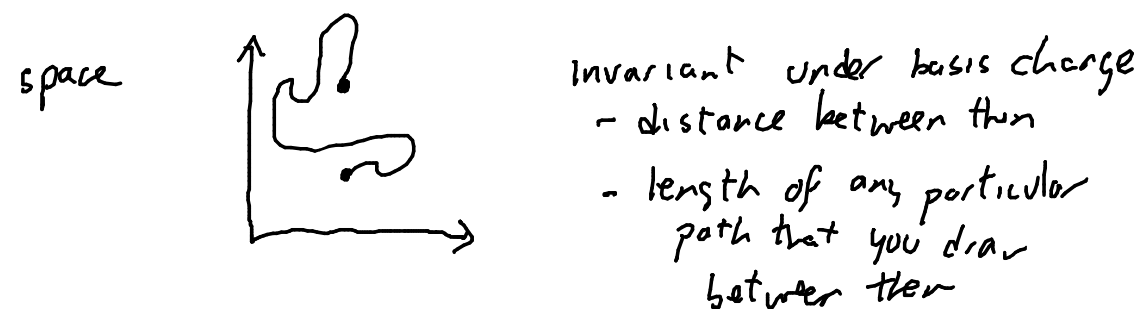 space
invariant under basis change
- distance between them
- length of any particular
path that you draw
between them